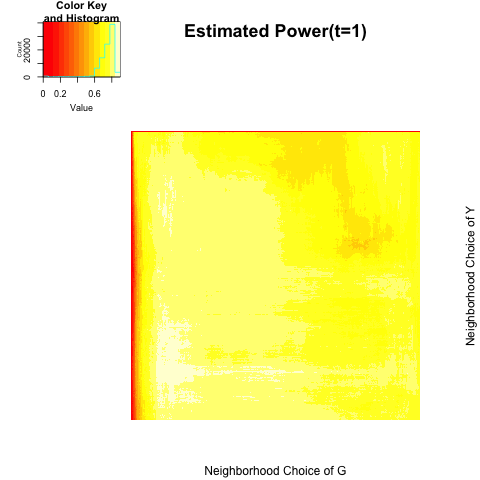 Color Key
and Histogram
Estimated Power(t=1)
Count
0 20000
0 0.2 0.6
Value
Neighborhood Choice of Y
Neighborhood Choice of G